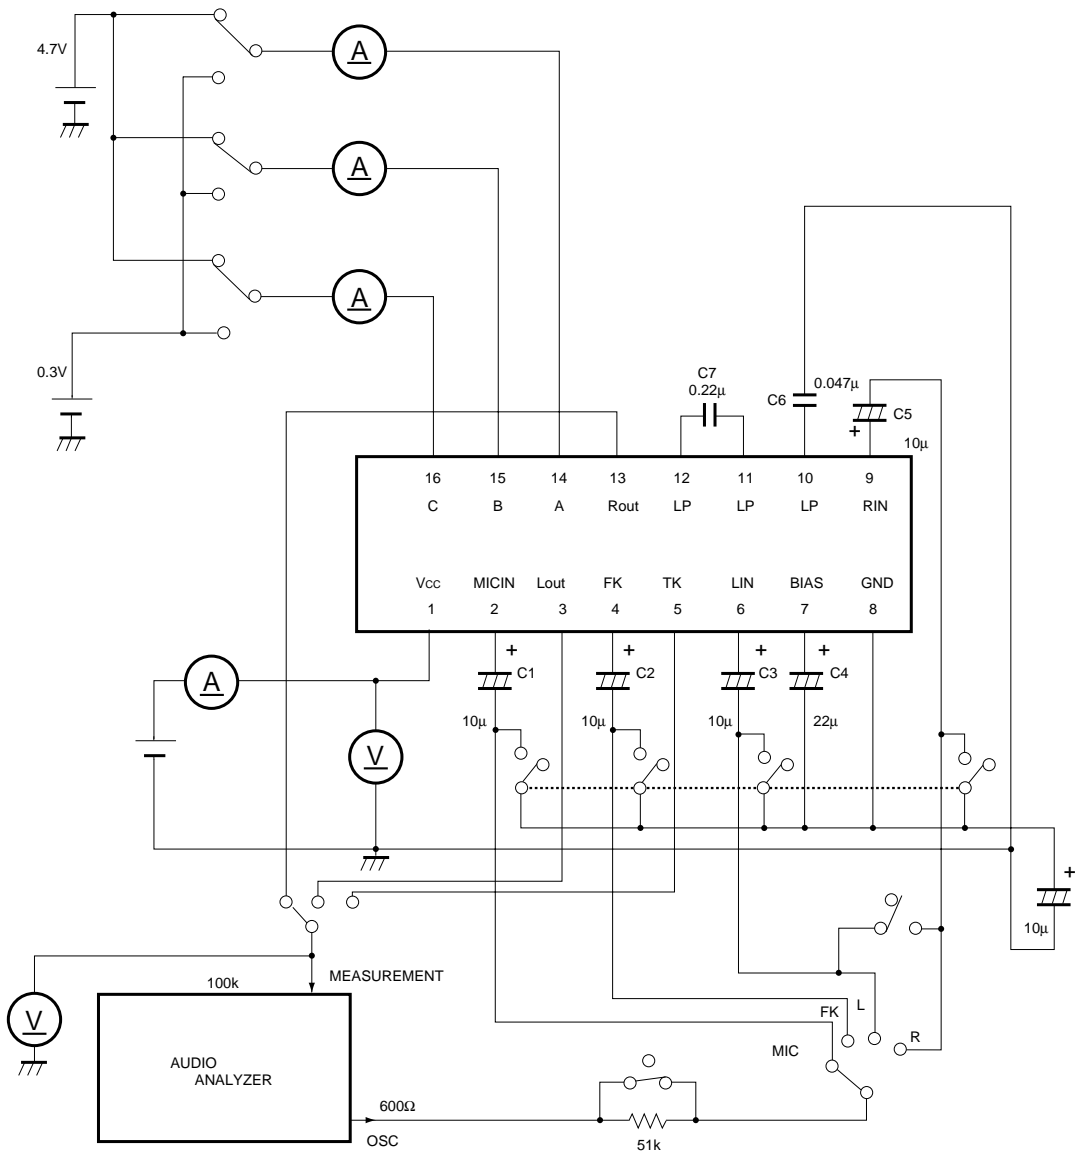 4.7V
A
A
A
0.3V
C7
0.22μ
C6
0.047μ
C5
+
10μ
16 15 14 13 12 11 10 9
C B A Rout LP LP LP RIN
Vcc MICIN Lout FK TK LIN BIAS GND
1 2 3 4 5 6 7 8
+ + + +
C1 C2 C3 C4
A
10μ 10μ 10μ 22μ
V
+
10μ
MEASUREMENT
100k
V
AUDIO
ANALYZER
FK
L
R
MIC
600Ω
OSC
51k